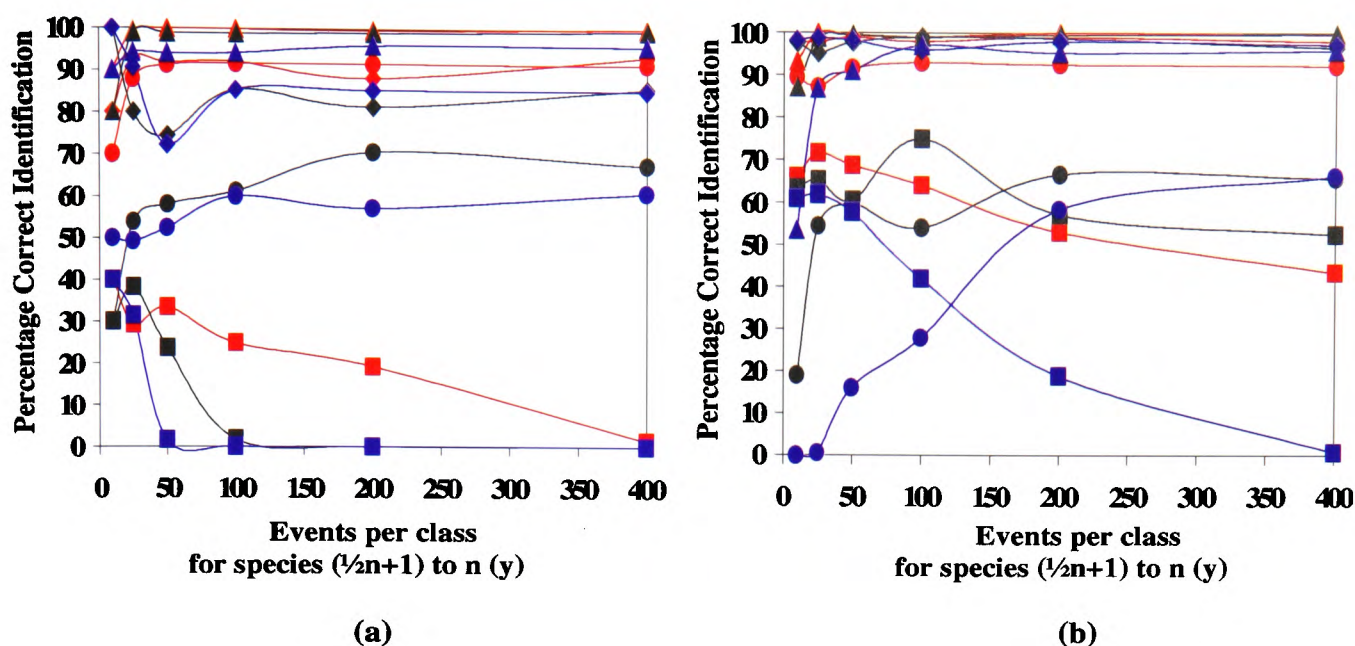 Percentage Correct Identification
100
90
80
70
60
50
40
30
20
10
0
0 50 100 150 200 250 300 350 400
Events per class
for species (½n+1) to n (y)
(a)
Percentage Correct Identification
100
90
80
70
60
50
40
30
20
10
0
0 50 100 150 200 250 300 350 400
Events per class
for species (½n+1) to n (y)
(b)